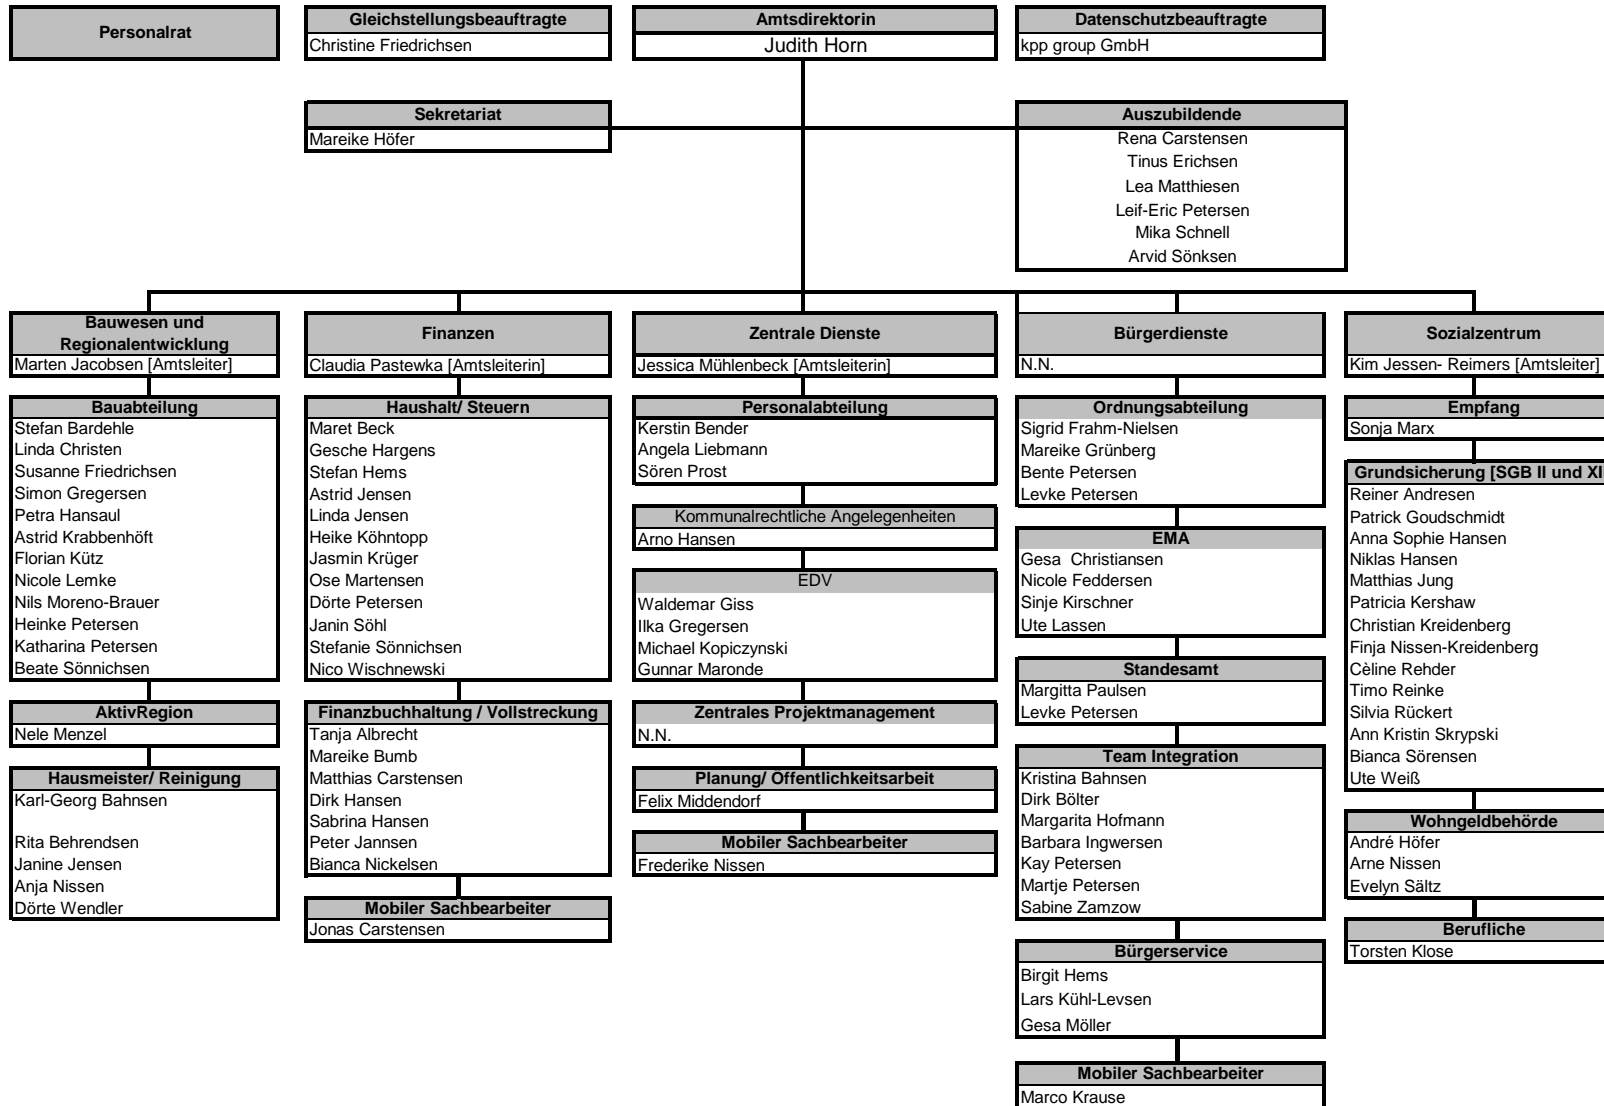 Personalrat
Gleichstellungsbeauftragte
Christine Friedrichsen
Amtsdirektorin
Judith Horn
Datenschutzbeauftragte
kpp group GmbH
Sekretariat
Mareike Höfer
Auszubildende
Rena Carstensen
Tinus Erichsen
Lea Matthiesen
Leif-Eric Petersen
Mika Schnell
Arvid Sönksen
Bauwesen und
Regionalentwicklung
Marten Jacobsen [Amtsleiter]
Bauabteilung
Stefan Bardehle
Linda Christen
Susanne Friedrichsen
Simon Gregersen
Petra Hansaul
Astrid Krabbenhöft
Florian Kütz
Nicole Lemke
Nils Moreno-Brauer
Heinke Petersen
Katharina Petersen
Beate Sönnichsen
AktivRegion
Nele Menzel
Hausmeister/ Reinigung
Karl-Georg Bahnsen
Rita Behrendsen
Janine Jensen
Anja Nissen
Dörte Wendler
Finanzen
Claudia Pastewka [Amtsleiterin]
Haushalt/ Steuern
Maret Beck
Gesche Hargens
Stefan Hems
Astrid Jensen
Linda Jensen
Heike Köhntopp
Jasmin Krüger
Ose Martensen
Dörte Petersen
Janin Söhl
Stefanie Sönnichsen
Nico Wischnewski
Finanzbuchhaltung / Vollstreckung
Tanja Albrecht
Mareike Bumb
Matthias Carstensen
Dirk Hansen
Sabrina Hansen
Peter Jannsen
Bianca Nickelsen
Mobiler Sachbearbeiter
Jonas Carstensen
Zentrale Dienste
Jessica Mühlenbeck [Amtsleiterin]
Personalabteilung
Kerstin Bender
Angela Liebmann
Sören Prost
Kommunalrechtliche Angelegenheiten
Arno Hansen
EDV
Waldemar Giss
Ilka Gregersen
Michael Kopiczynski
Gunnar Maronde
Zentrales Projektmanagement
N.N.
Planung/ Öffentlichkeitsarbeit
Felix Middendorf
Mobiler Sachbearbeiter
Frederike Nissen
Bürgerdienste
N.N.
Ordnungsabteilung
Sigrid Frahm-Nielsen
Mareike Grünberg
Bente Petersen
Levke Petersen
EMA
Gesa  Christiansen
Nicole Feddersen
Sinje Kirschner
Ute Lassen
Standesamt
Margitta Paulsen
Levke Petersen
Team Integration
Kristina Bahnsen
Dirk Bölter
Margarita Hofmann
Barbara Ingwersen
Kay Petersen
Martje Petersen
Sabine Zamzow
Bürgerservice
Birgit Hems
Lars Kühl-Levsen
Gesa Möller
Mobiler Sachbearbeiter
Marco Krause
Sozialzentrum
Kim Jessen- Reimers [Amtsleiter]
Empfang
Sonja Marx
Grundsicherung [SGB II und XI
Reiner Andresen
Patrick Goudschmidt
Anna Sophie Hansen
Niklas Hansen
Matthias Jung
Patricia Kershaw
Christian Kreidenberg
Finja Nissen-Kreidenberg
Cèline Rehder
Timo Reinke
Silvia Rückert
Ann Kristin Skrypski
Bianca Sörensen
Ute Weiß
Wohngeldbehörde
André Höfer
Arne Nissen
Evelyn Sältz
Berufliche
Torsten Klose